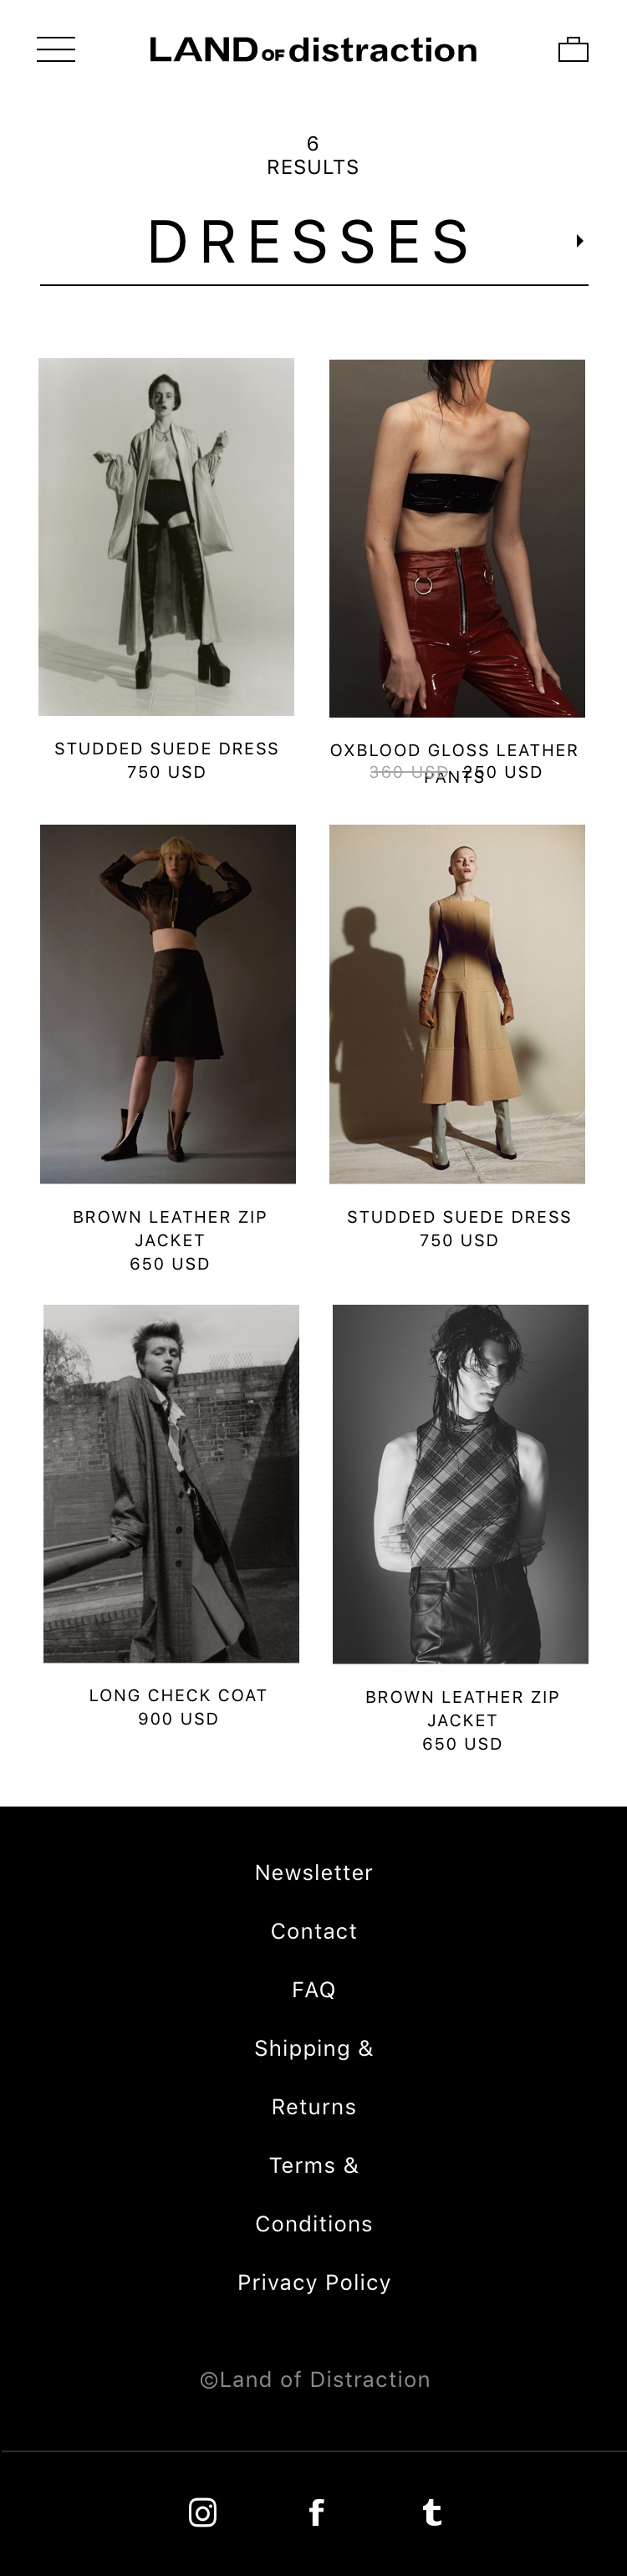 LAND OF distraction
6
RESULTS
DRESSES
STUDDED SUEDE DRESS
750 USD
OXBLOOD GLOSS LEATHER
PANTS
360 USD 250 USD
BROWN LEATHER ZIP
JACKET
650 USD
STUDDED SUEDE DRESS
750 USD
LONG CHECK COAT
900 USD
BROWN LEATHER ZIP
JACKET
650 USD
Newsletter
Contact
FAQ
Shipping &
Returns
Terms &
Conditions
Privacy Policy
©Land of Distraction